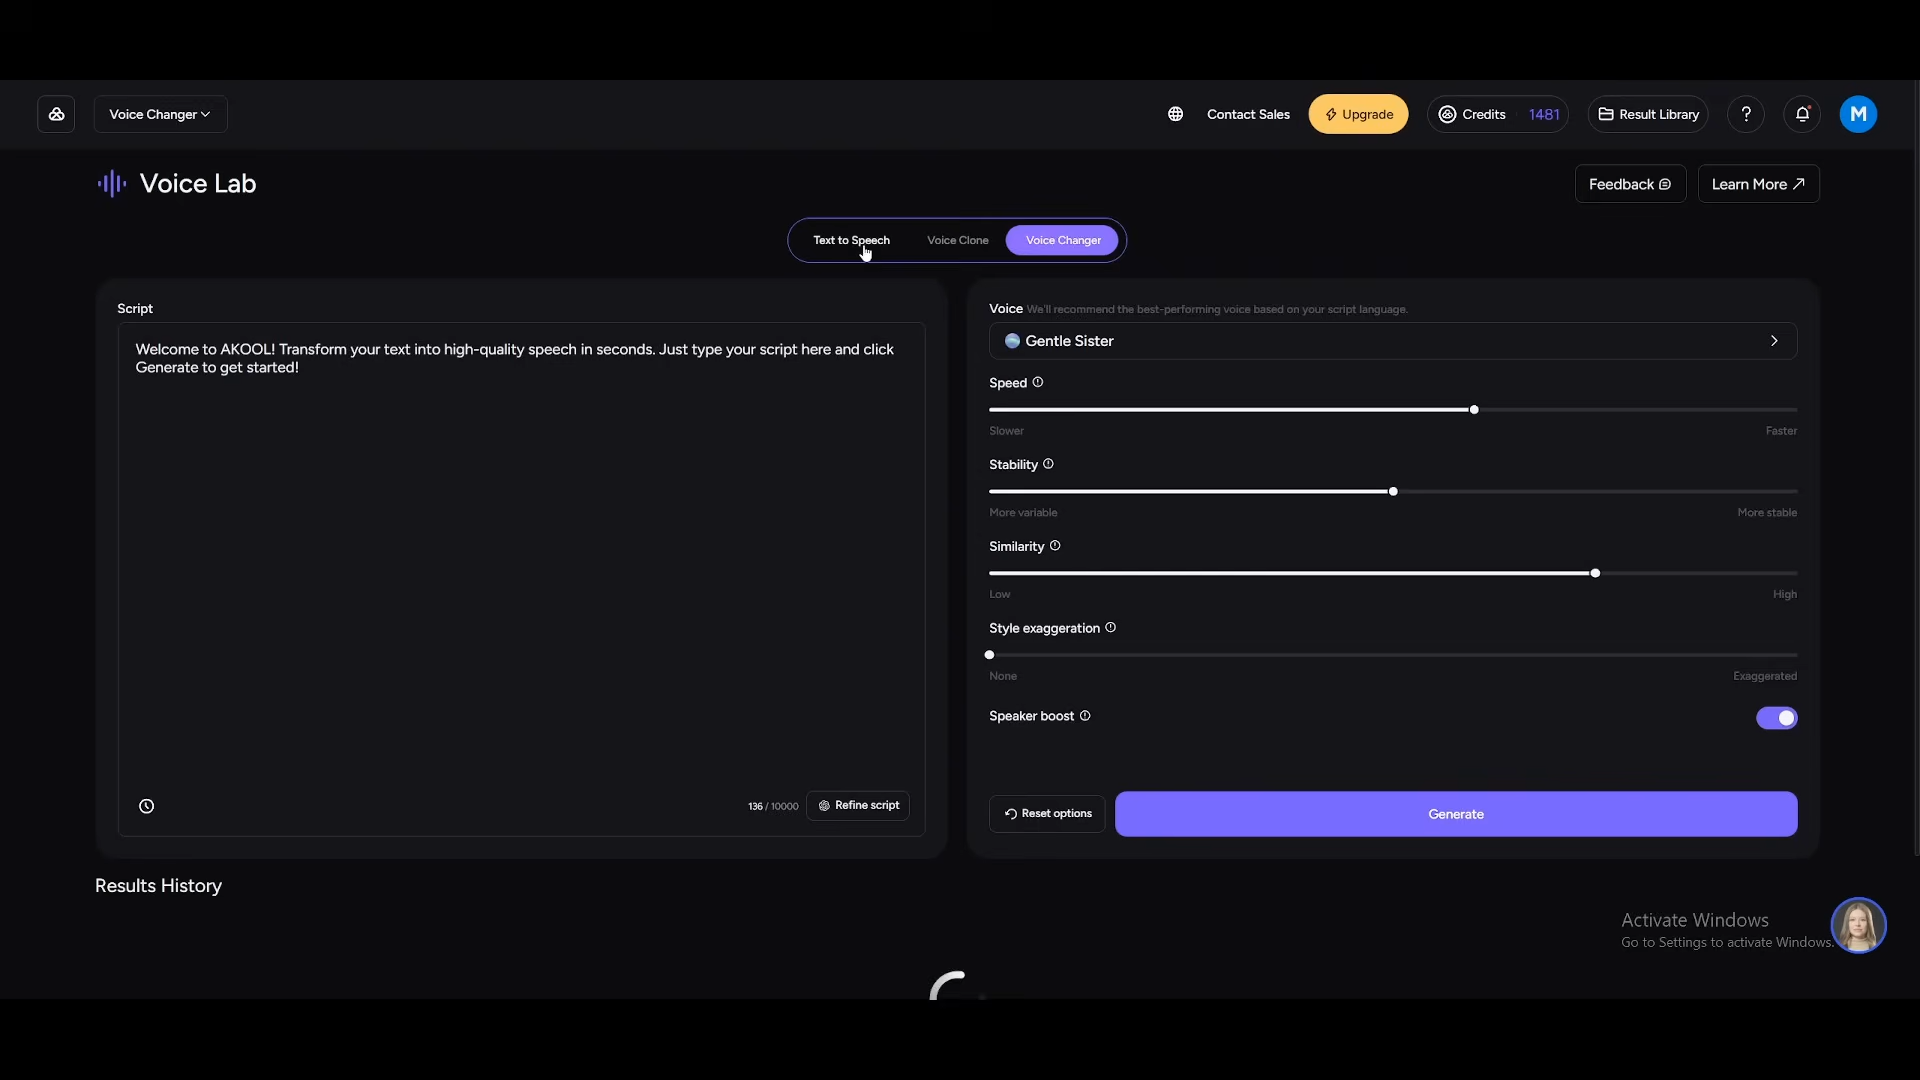 Voice Changer
Contact Sales
Upgrade
Credits 1481
Result Library
?
M
Voice Lab
Feedback
Learn More
Text to Speech
Voice Clone
Voice Changer
Script
Welcome to AKOOL! Transform your text into high-quality speech in seconds. Just type your script here and click
Generate to get started!
136 / 10000
Refine script
Voice We'll recommend the best-performing voice based on your script language.
Gentle Sister
Speed
Slower Faster
Stability
More variable More stable
Similarity
Low High
Style exaggeration
None Exaggerated
Speaker boost
Reset options
Generate
Results History
Activate Windows
Go to Settings to activate Windows.